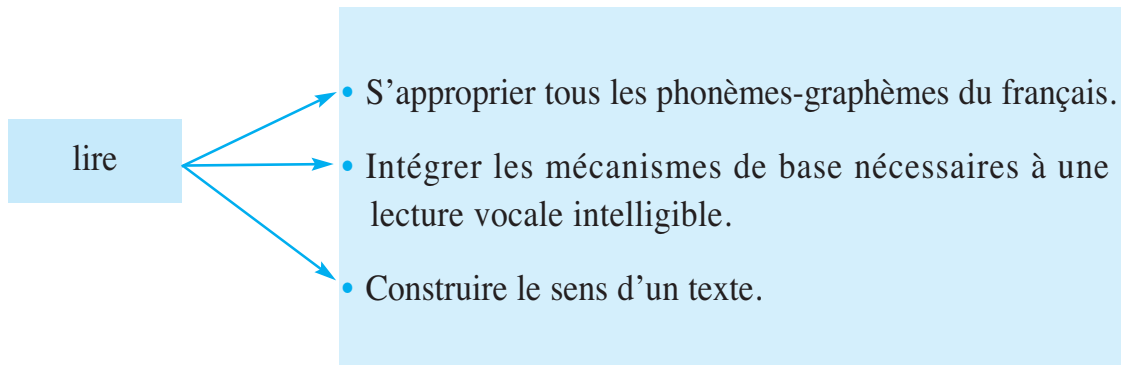 lire
• S’approprier tous les phonèmes-graphèmes du français.
• Intégrer les mécanismes de base nécessaires à une
lecture vocale intelligible.
• Construire le sens d’un texte.